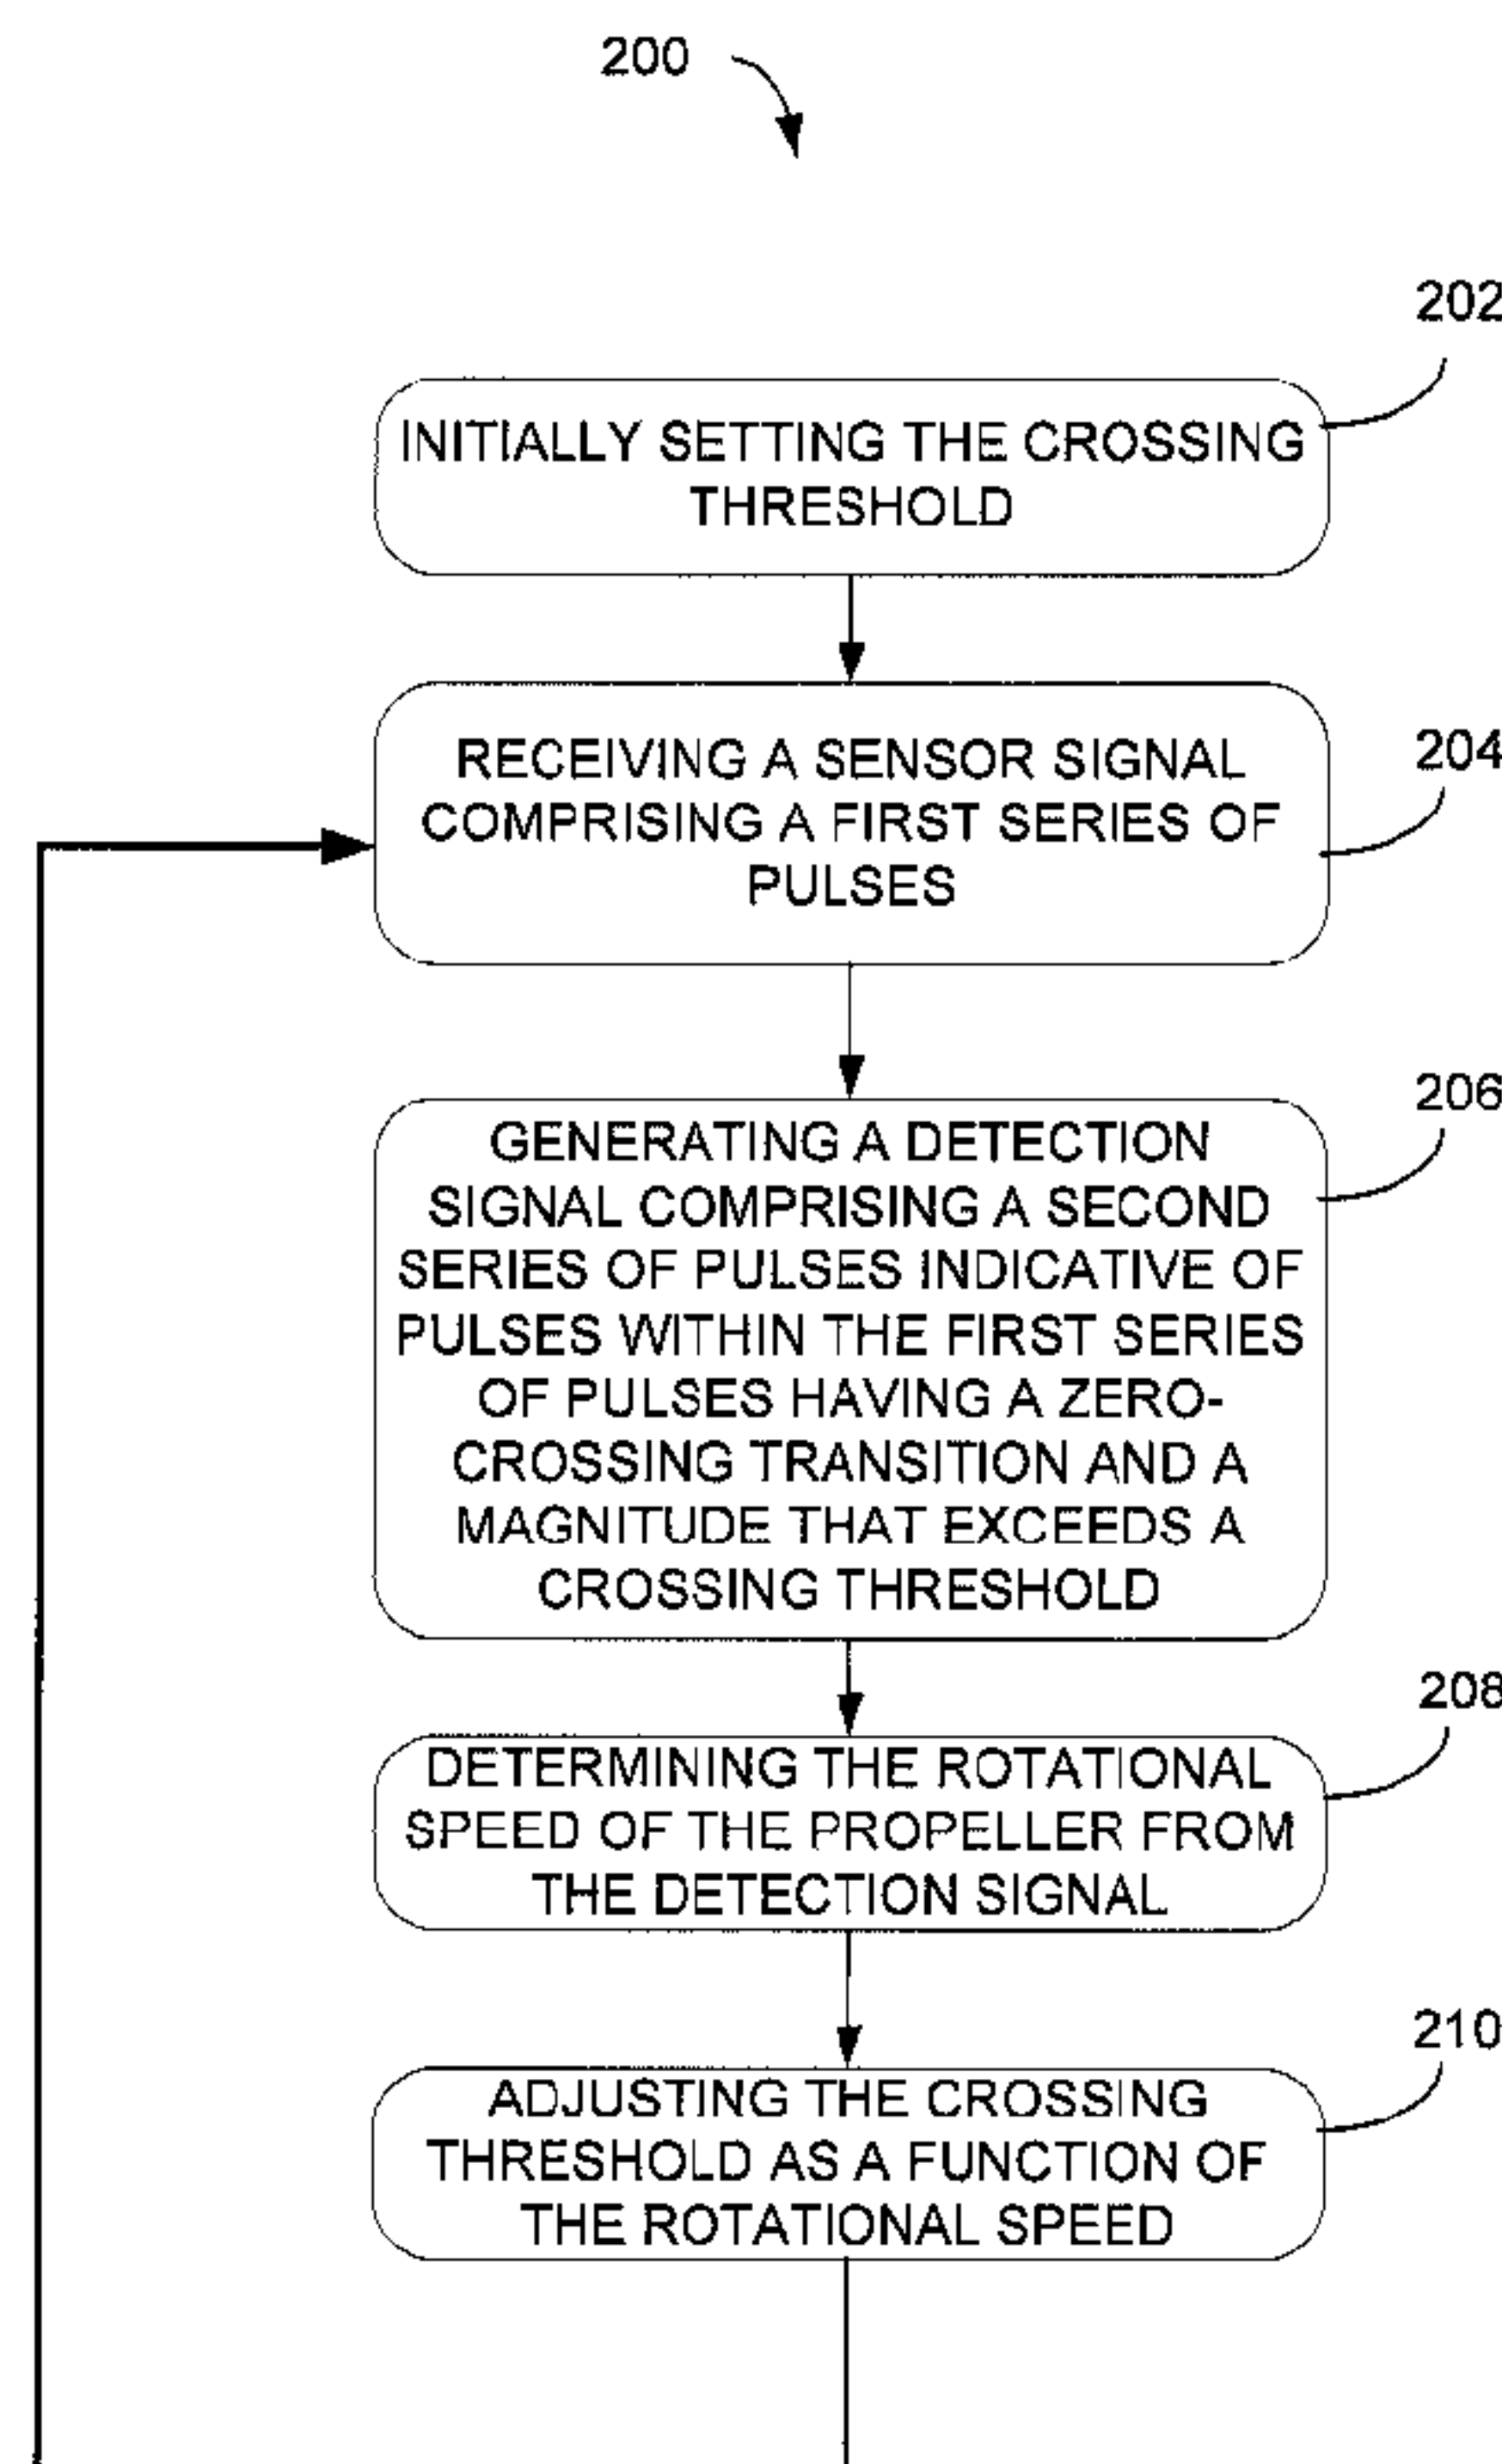 200
202
INITIALLY SETTING THE CROSSING
THRESHOLD
204
RECEIVING A SENSOR SIGNAL
COMPRISING A FIRST SERIES OF
PULSES
206
GENERATING A DETECTION
SIGNAL COMPRISING A SECOND
SERIES OF PULSES INDICATIVE OF
PULSES WITHIN THE FIRST SERIES
OF PULSES HAVING A ZERO-
CROSSING TRANSITION AND A
MAGNITUDE THAT EXCEEDS A
CROSSING THRESHOLD
208
DETERMINING THE ROTATIONAL
SPEED OF THE PROPELLER FROM
THE DETECTION SIGNAL
210
ADJUSTING THE CROSSING
THRESHOLD AS A FUNCTION OF
THE ROTATIONAL SPEED